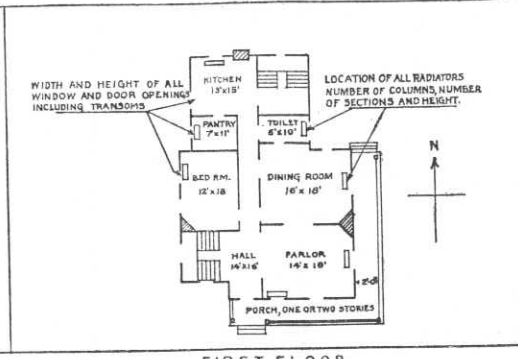 WIDTH AND HEIGHT OF ALL
WINDOW AND DOOR OPENINGS
INCLUDING TRANSOMS
LOCATION OF ALL RADIATORS
NUMBER OF COLUMNS, NUMBER
OF SECTIONS AND HEIGHT.
KITCHEN
13'x15'
PANTRY
7'x11'
TOILET
6'x10'
N
BED RM.
12'x18
DINING ROOM
16'x18'
HALL
14'x16'
PARLOR
14'x18'
PORCH, ONE OR TWO STORIES
FIRST FLOOR